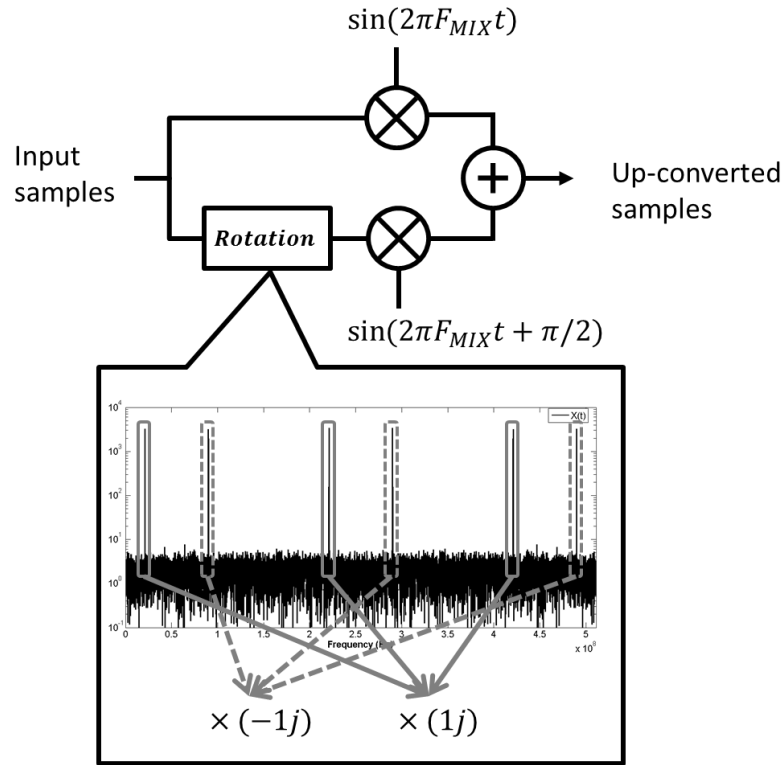 sin(2πF_MIX t)
Input
samples
Up-converted
samples
Rotation
sin(2πF_MIX t + π/2)
X(t)
10^4
10^3
10^2
10^1
10^0
10^-1
0 0.5 1 1.5 2 2.5 3 3.5 4 4.5 5
Frequency
x 10^8
× (−1j) × (1j)